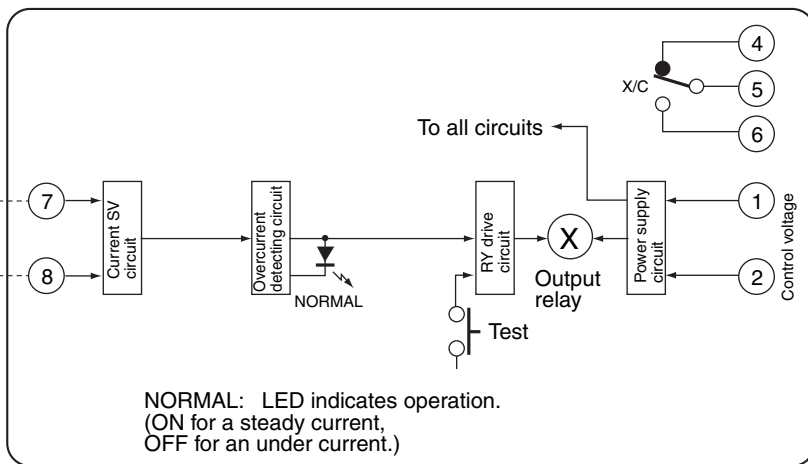 4
X/C
5
To all circuits
6
7
Current SV
circuit
Overcurrent
detecting circuit
RY drive
circuit
X
Power supply
circuit
1
Control voltage
8
NORMAL
Output
relay
2
Test
NORMAL: LED indicates operation.
(ON for a steady current,
OFF for an under current.)